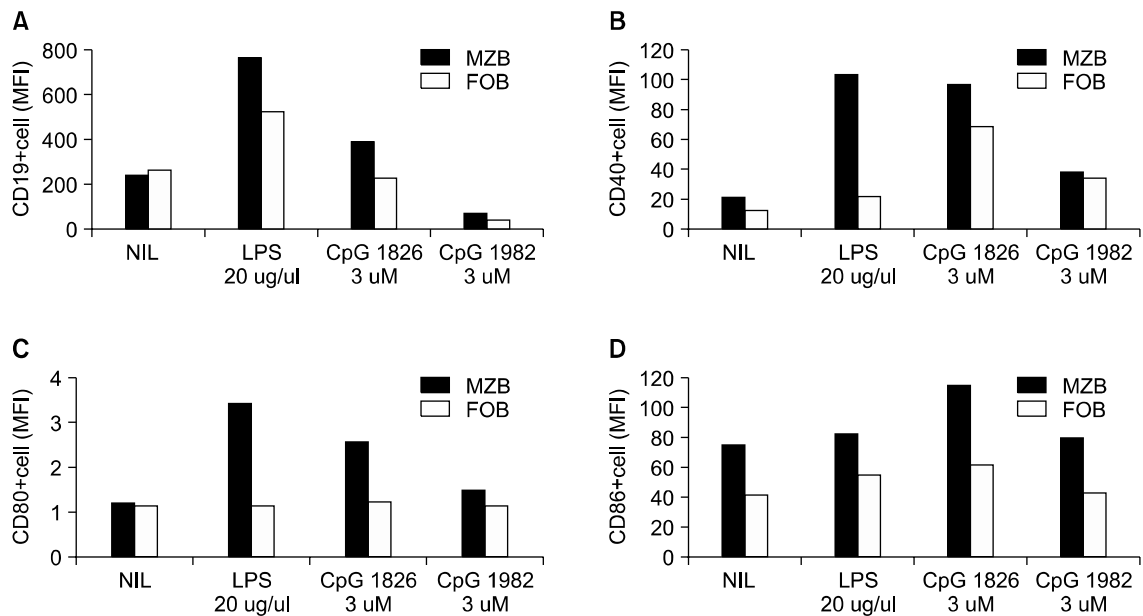 A
CD19+cell (MFI)
800
600
400
200
0
MZB
FOB
NIL
LPS
20 ug/ul
CpG 1826
3 uM
CpG 1982
3 uM
B
CD40+cell (MFI)
120
100
80
60
40
20
0
MZB
FOB
NIL
LPS
20 ug/ul
CpG 1826
3 uM
CpG 1982
3 uM
C
CD80+cell (MFI)
4
3
2
1
0
MZB
FOB
NIL
LPS
20 ug/ul
CpG 1826
3 uM
CpG 1982
3 uM
D
CD86+cell (MFI)
120
100
80
60
40
20
0
MZB
FOB
NIL
LPS
20 ug/ul
CpG 1826
3 uM
CpG 1982
3 uM